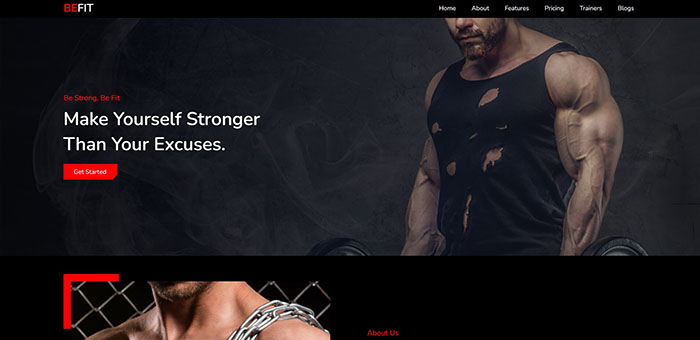 BEFIT
Home About Features Pricing Trainers Blogs
Be Strong, Be Fit
Make Yourself Stronger
Than Your Excuses.
Get Started
About Us